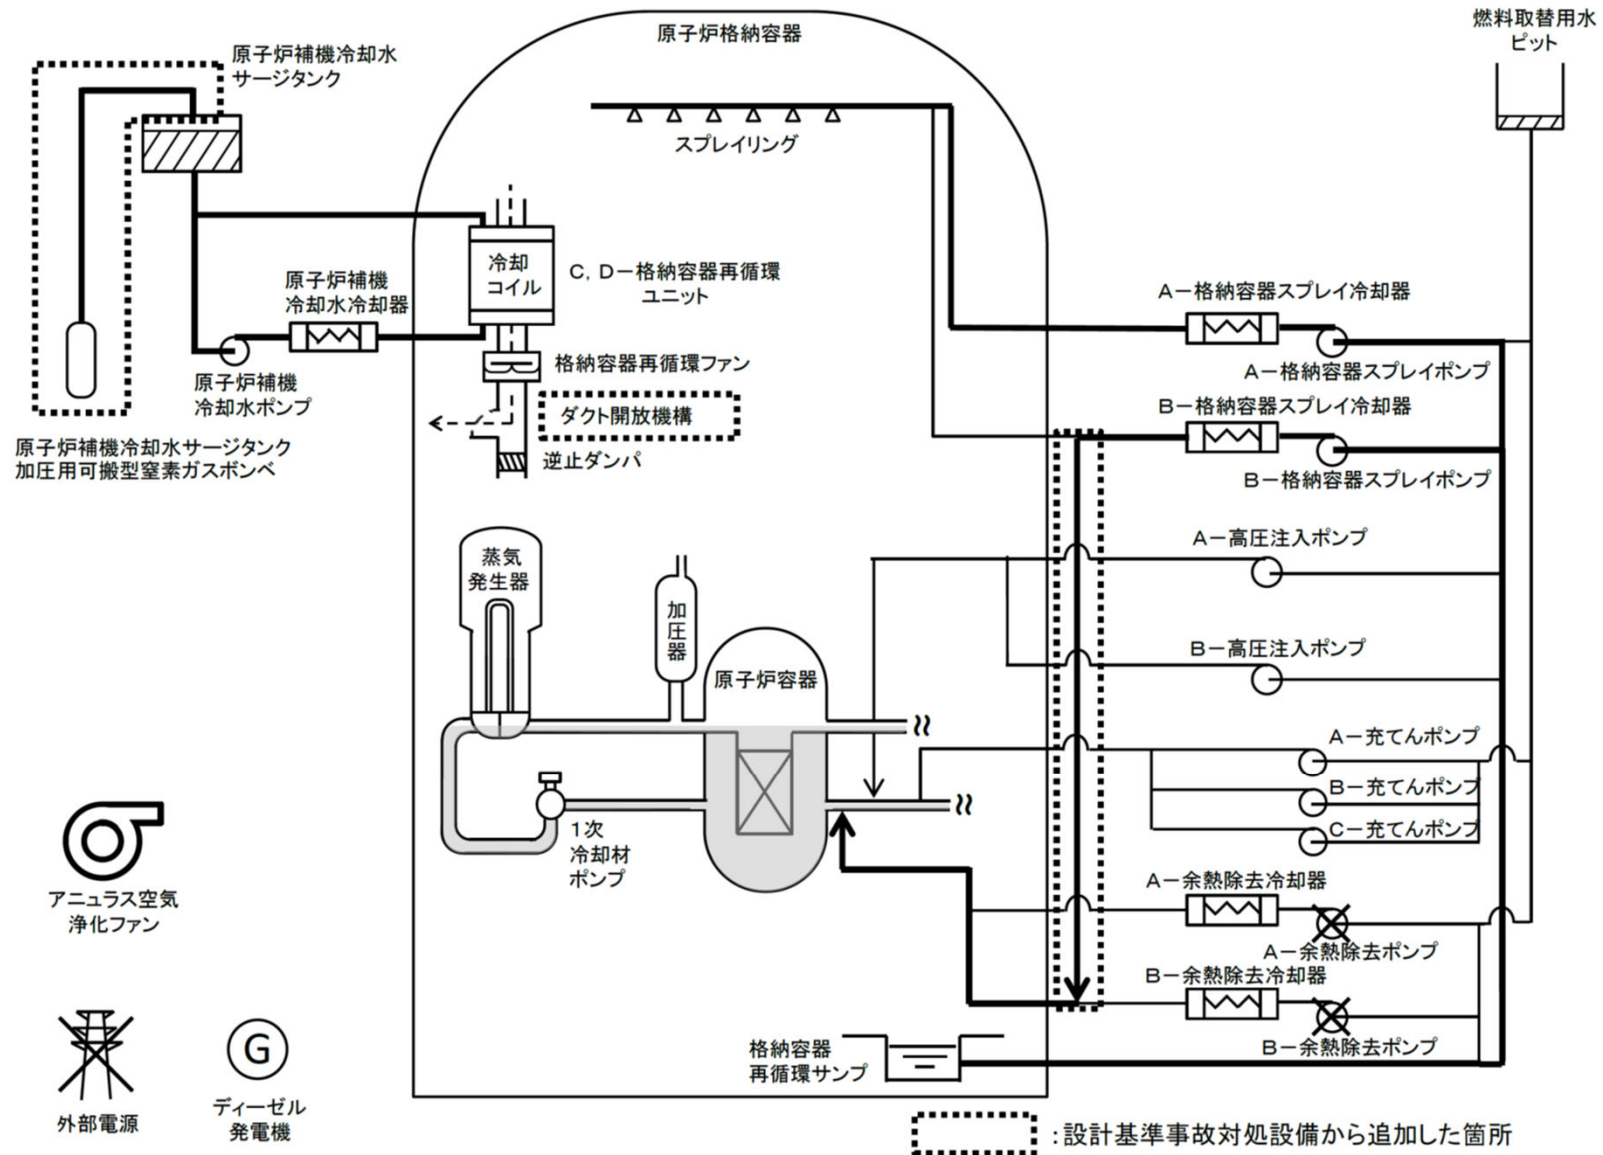 原子炉格納容器
燃料取替用水
ピット
原子炉補機冷却水
サージタンク
スプレイリング
冷却
コイル
C,D－格納容器再循環
ユニット
原子炉補機
冷却水冷却器
A－格納容器スプレイ冷却器
格納容器再循環ファン
A－格納容器スプレイポンプ
原子炉補機
冷却水ポンプ
ダクト開放機構
B－格納容器スプレイ冷却器
原子炉補機冷却水サージタンク
加圧用可搬型窒素ガスボンベ
逆止ダンパ
B－格納容器スプレイポンプ
A－高圧注入ポンプ
蒸気
発生器
加圧器
B－高圧注入ポンプ
原子炉容器
A－充てんポンプ
B－充てんポンプ
C－充てんポンプ
1次
冷却材
ポンプ
アニュラス空気
浄化ファン
A－余熱除去冷却器
A－余熱除去ポンプ
B－余熱除去冷却器
B－余熱除去ポンプ
格納容器
再循環サンプ
G
外部電源
ディーゼル
発電機
:設計基準事故対処設備から追加した箇所